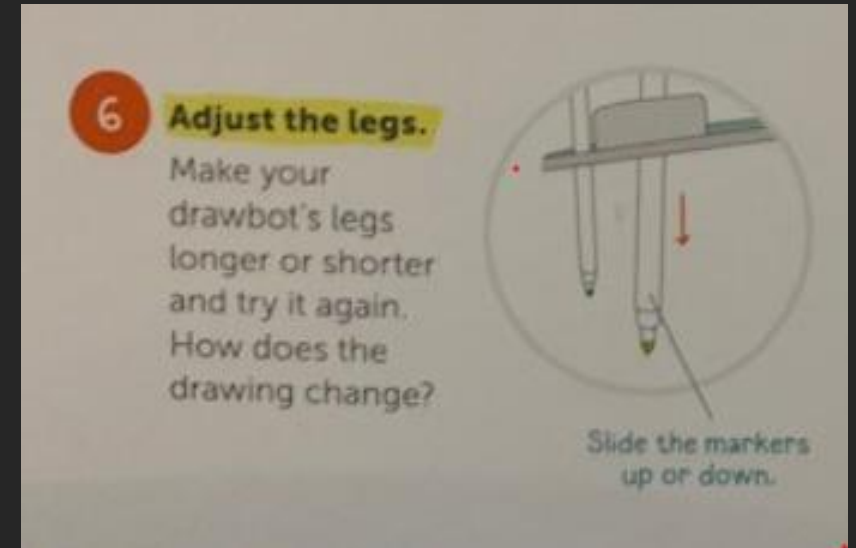 6
Adjust the legs.
Make your
drawbot's legs
longer or shorter
and try it again.
How does the
drawing change?
Slide the markers
up or down.